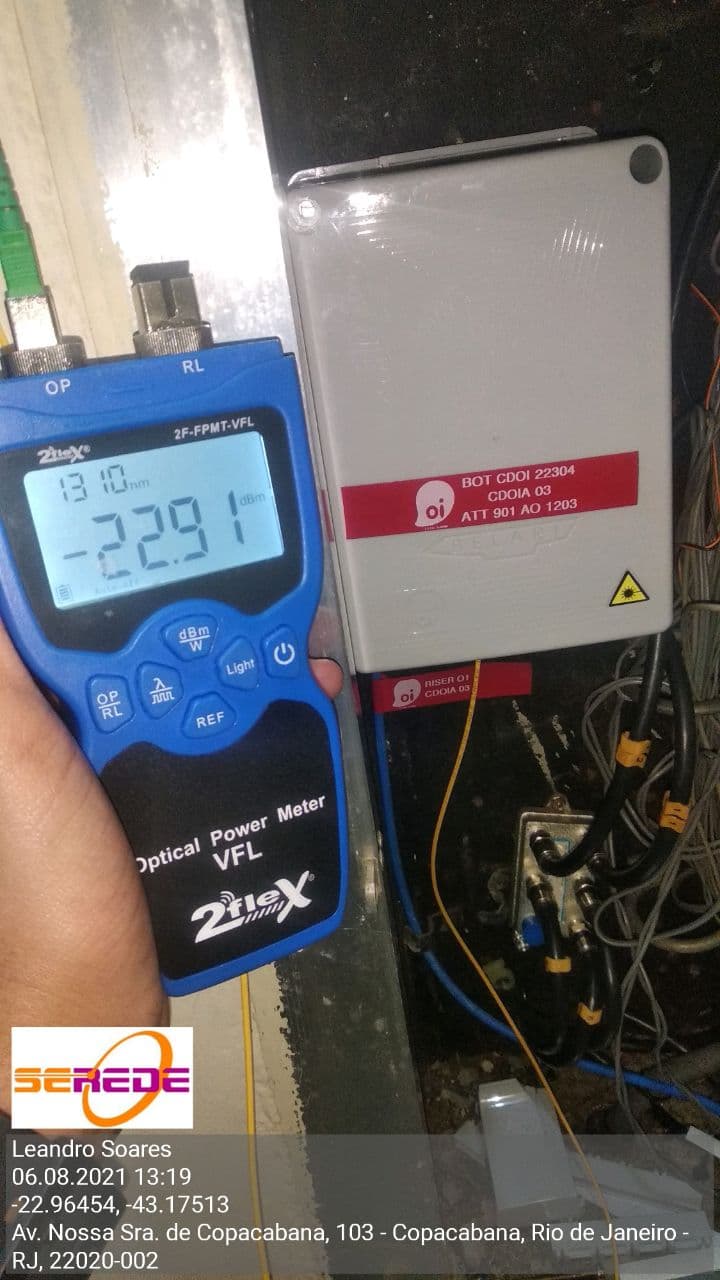 OP
RL
2flex®
2F-FPMT-VFL
1310nm
-22.91 dBm
dBm
W
OP
RL
λ
Light
REF
Optical Power Meter
VFL
2flex®
oi
BOT CDOI 22304
CDOIA 03
ATT 901 AO 1203
oi
RISER O1
CDOIA 03
SEREDE
Leandro Soares
06.08.2021 13:19
-22.96454, -43.17513
Av. Nossa Sra. de Copacabana, 103 - Copacabana, Rio de Janeiro -
RJ, 22020-002